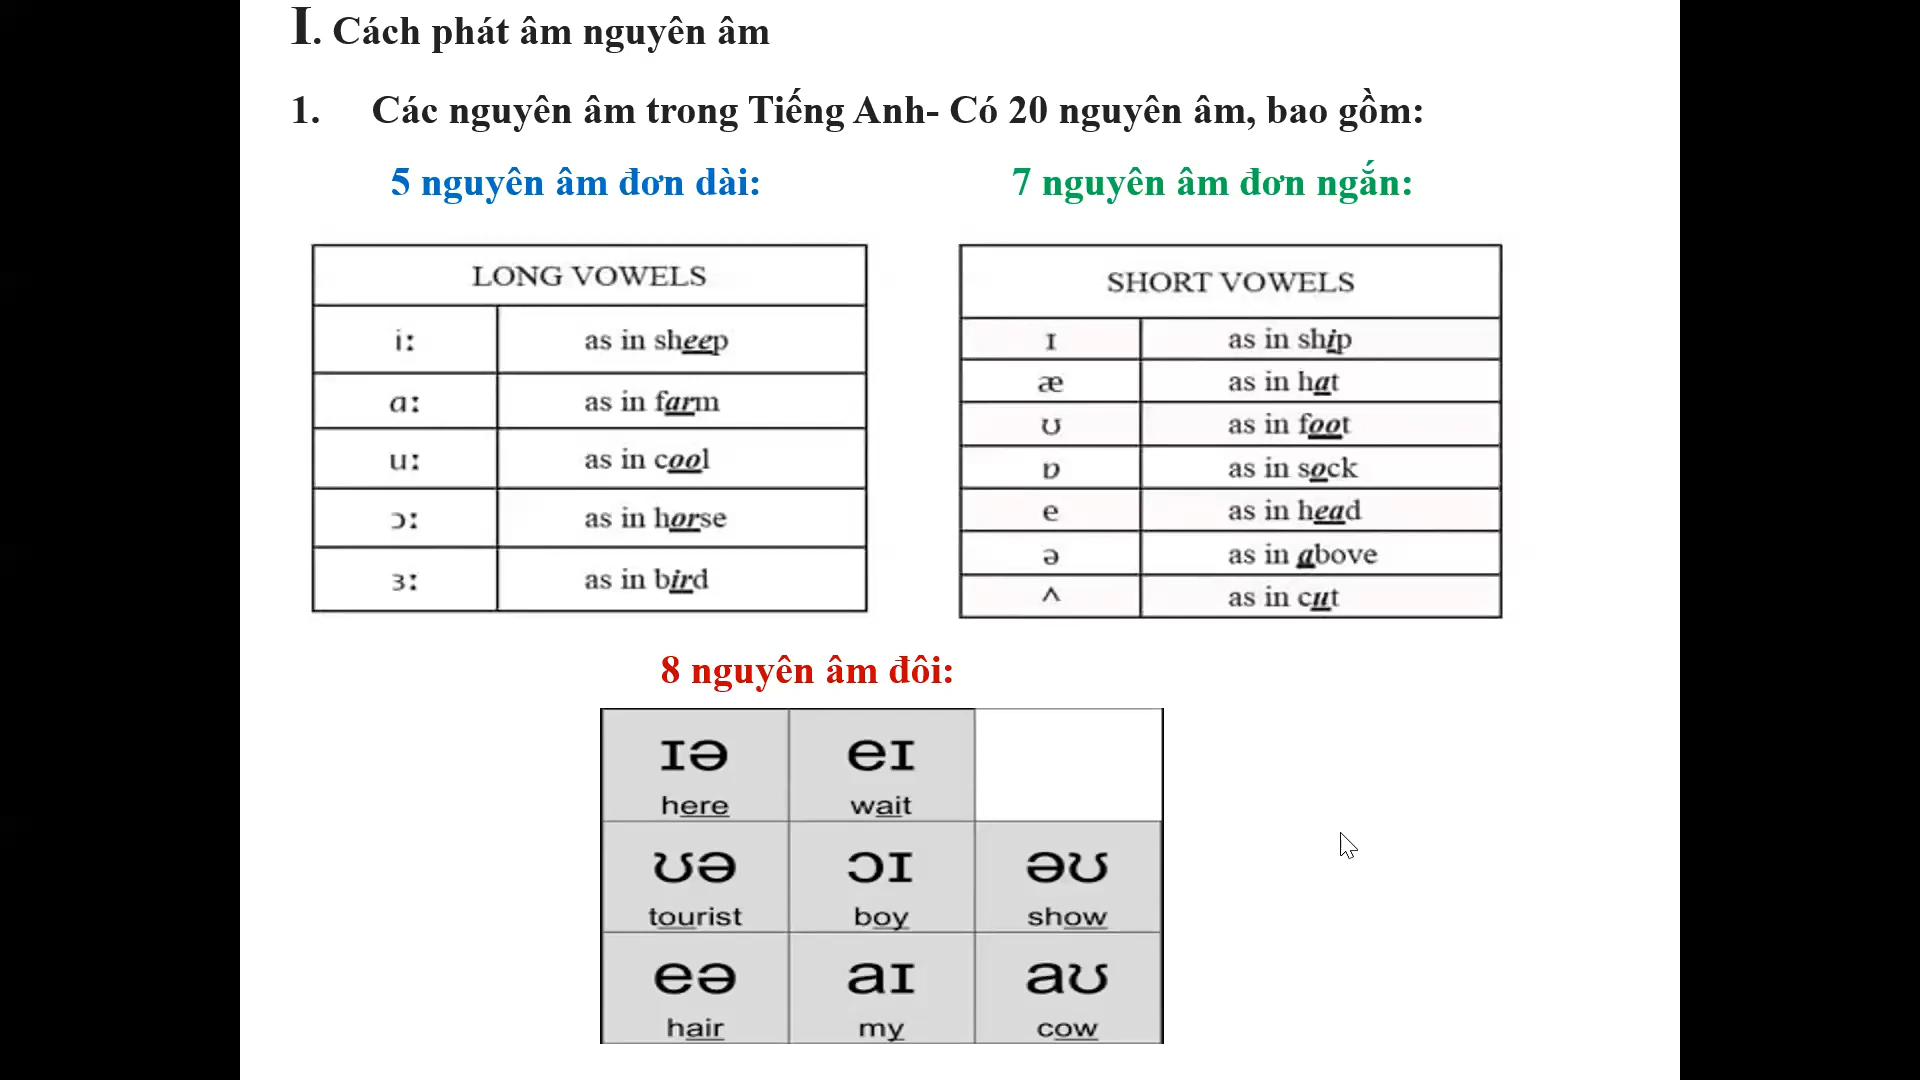 I. Cách phát âm nguyên âm
1. Các nguyên âm trong Tiếng Anh- Có 20 nguyên âm, bao gồm:
5 nguyên âm đơn dài:
LONG VOWELS
iː as in sheep
ɑː as in farm
uː as in cool
ɔː as in horse
ɜː as in bird
7 nguyên âm đơn ngắn:
SHORT VOWELS
ɪ as in ship
æ as in hat
ʊ as in foot
ɒ as in sock
e as in head
ə as in above
^ as in cut
8 nguyên âm đôi:
ɪə eɪ
here wait
ʊə ɔɪ əʊ
tourist boy show
eə aɪ aʊ
hair my cow